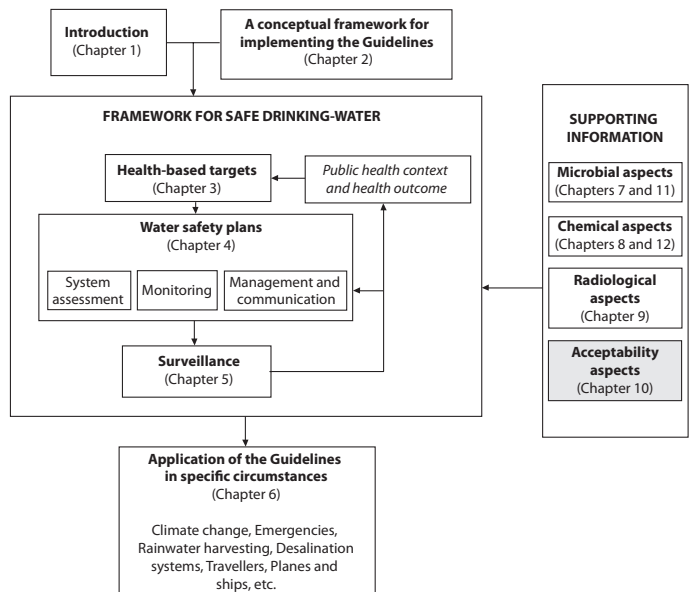 Introduction
(Chapter 1)
A conceptual framework for
implementing the Guidelines
(Chapter 2)
FRAMEWORK FOR SAFE DRINKING-WATER
Health-based targets
(Chapter 3)
Public health context
and health outcome
Water safety plans
(Chapter 4)
System
assessment
Monitoring
Management and
communication
Surveillance
(Chapter 5)
SUPPORTING
INFORMATION
Microbial aspects
(Chapters 7 and 11)
Chemical aspects
(Chapters 8 and 12)
Radiological
aspects
(Chapter 9)
Acceptability
aspects
(Chapter 10)
Application of the Guidelines
in specific circumstances
(Chapter 6)
Climate change, Emergencies,
Rainwater harvesting, Desalination
systems, Travellers, Planes and
ships, etc.